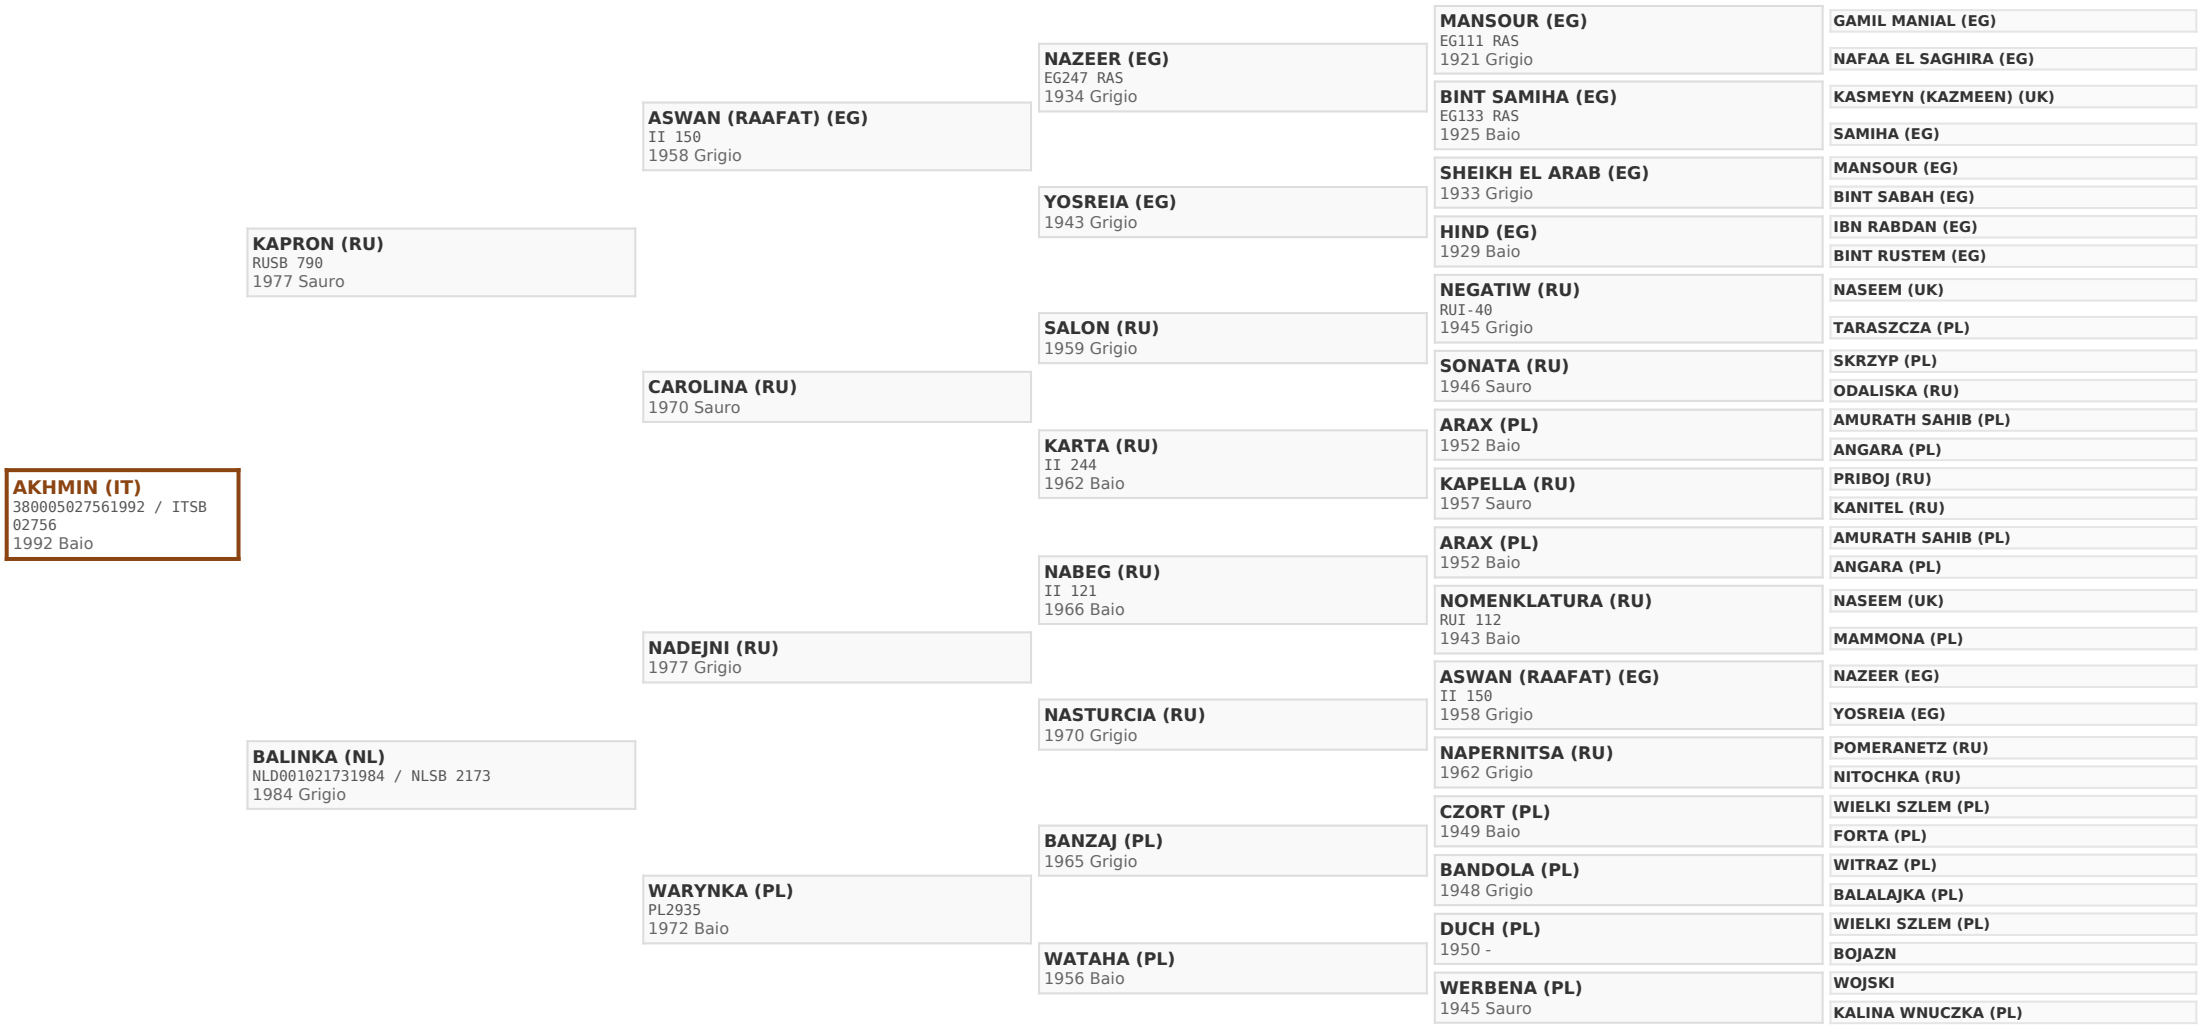 AKHMIN (IT)
380005027561992 / ITSB
02756
1992 Baio
KAPRON (RU)
RUSB 790
1977 Sauro
BALINKA (NL)
NLD001021731984 / NLSB 2173
1984 Grigio
ASWAN (RAAFAT) (EG)
II 150
1958 Grigio
CAROLINA (RU)
1970 Sauro
NADEJNI (RU)
1977 Grigio
WARYNKA (PL)
PL2935
1972 Baio
NAZEER (EG)
EG247 RAS
1934 Grigio
YOSREIA (EG)
1943 Grigio
SALON (RU)
1959 Grigio
KARTA (RU)
II 244
1962 Baio
NABEG (RU)
II 121
1966 Baio
NASTURCIA (RU)
1970 Grigio
BANZAJ (PL)
1965 Grigio
WATAHA (PL)
1956 Baio
MANSOUR (EG)
EG111 RAS
1921 Grigio
BINT SAMIHA (EG)
EG133 RAS
1925 Baio
SHEIKH EL ARAB (EG)
1933 Grigio
HIND (EG)
1929 Baio
NEGATIW (RU)
RUI-40
1945 Grigio
SONATA (RU)
1946 Sauro
ARAX (PL)
1952 Baio
KAPELLA (RU)
1957 Sauro
ARAX (PL)
1952 Baio
NOMENKLATURA (RU)
RUI 112
1943 Baio
ASWAN (RAAFAT) (EG)
II 150
1958 Grigio
NAPERNITSA (RU)
1962 Grigio
CZORT (PL)
1949 Baio
BANDOLA (PL)
1948 Grigio
DUCH (PL)
1950 -
WERBENA (PL)
1945 Sauro
GAMIL MANIAL (EG)
NAFAA EL SAGHIRA (EG)
KASMEYN (KAZMEEN) (UK)
SAMIHA (EG)
MANSOUR (EG)
BINT SABAH (EG)
IBN RABDAN (EG)
BINT RUSTEM (EG)
NASEEM (UK)
TARASZCZA (PL)
SKRZYP (PL)
ODALISKA (RU)
AMURATH SAHIB (PL)
ANGARA (PL)
PRIBOJ (RU)
KANITEL (RU)
AMURATH SAHIB (PL)
ANGARA (PL)
NASEEM (UK)
MAMMONA (PL)
NAZEER (EG)
YOSREIA (EG)
POMERANETZ (RU)
NITOCHKA (RU)
WIELKI SZLEM (PL)
FORTA (PL)
WITRAZ (PL)
BALALAJKA (PL)
WIELKI SZLEM (PL)
BOJAZN
WOJSKI
KALINA WNUCZKA (PL)